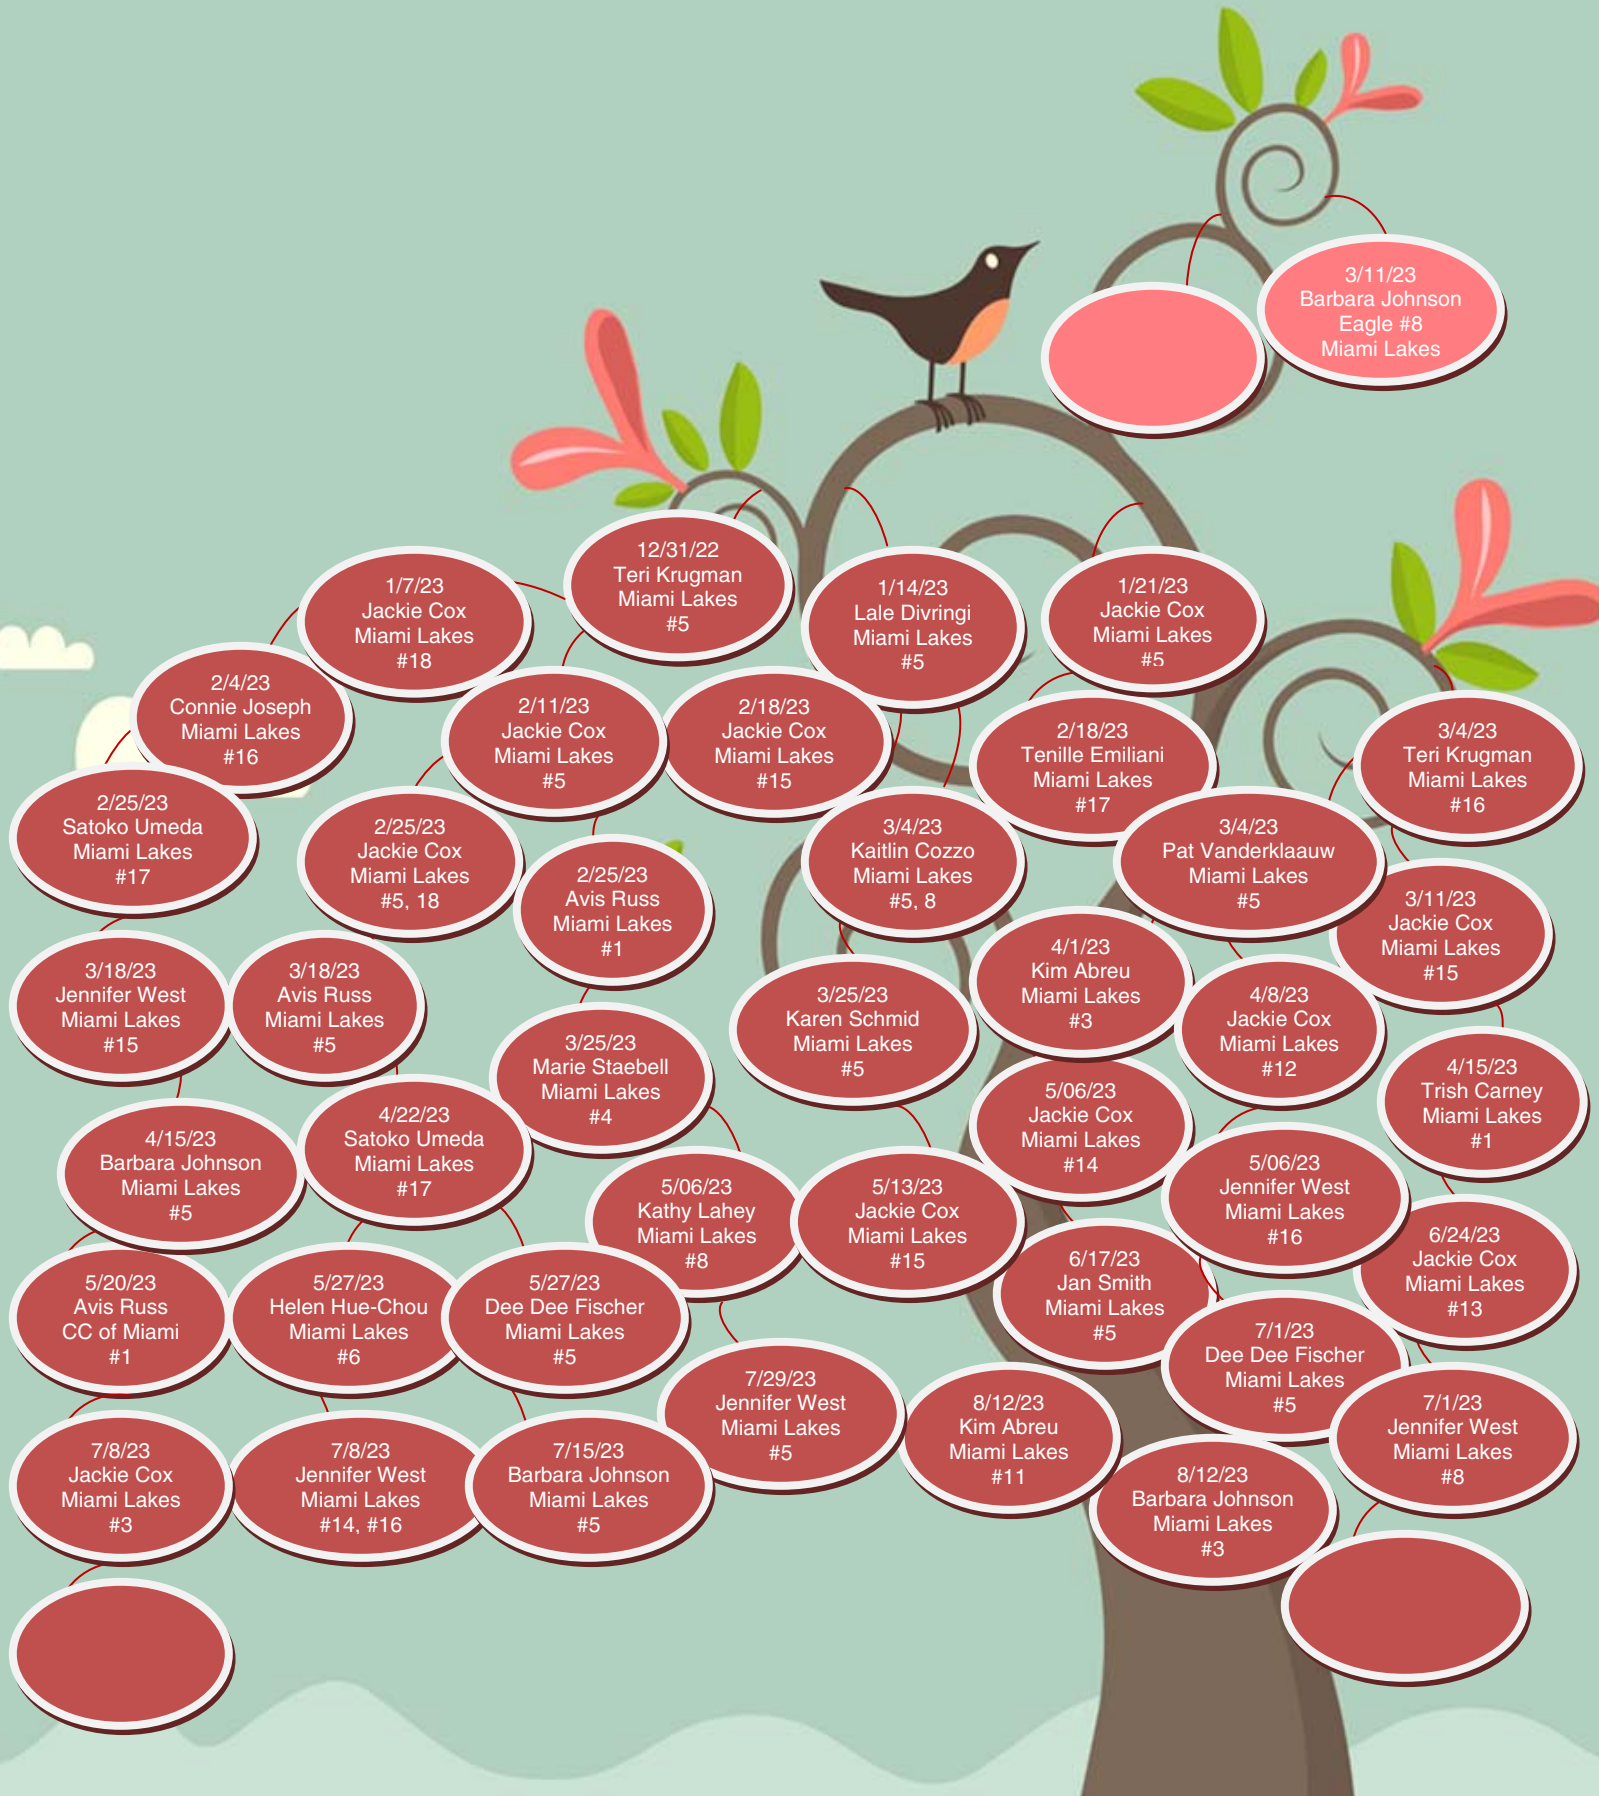 3/11/23
Barbara Johnson
Eagle #8
Miami Lakes
12/31/22
Teri Krugman
Miami Lakes
#5
1/7/23
Jackie Cox
Miami Lakes
#18
1/14/23
Lale Divringi
Miami Lakes
#5
1/21/23
Jackie Cox
Miami Lakes
#5
2/4/23
Connie Joseph
Miami Lakes
#16
2/11/23
Jackie Cox
Miami Lakes
#5
2/18/23
Jackie Cox
Miami Lakes
#15
2/18/23
Tenille Emiliani
Miami Lakes
#17
3/4/23
Teri Krugman
Miami Lakes
#16
2/25/23
Satoko Umeda
Miami Lakes
#17
2/25/23
Jackie Cox
Miami Lakes
#5, 18
2/25/23
Avis Russ
Miami Lakes
#1
3/4/23
Kaitlin Cozzo
Miami Lakes
#5, 8
3/4/23
Pat Vanderklaauw
Miami Lakes
#5
3/11/23
Jackie Cox
Miami Lakes
#15
3/18/23
Jennifer West
Miami Lakes
#15
3/18/23
Avis Russ
Miami Lakes
#5
3/25/23
Marie Staebell
Miami Lakes
#4
3/25/23
Karen Schmid
Miami Lakes
#5
4/1/23
Kim Abreu
Miami Lakes
#3
4/8/23
Jackie Cox
Miami Lakes
#12
4/15/23
Trish Carney
Miami Lakes
#1
4/15/23
Barbara Johnson
Miami Lakes
#5
4/22/23
Satoko Umeda
Miami Lakes
#17
5/06/23
Kathy Lahey
Miami Lakes
#8
5/13/23
Jackie Cox
Miami Lakes
#15
5/06/23
Jackie Cox
Miami Lakes
#14
5/06/23
Jennifer West
Miami Lakes
#16
6/24/23
Jackie Cox
Miami Lakes
#13
5/20/23
Avis Russ
CC of Miami
#1
5/27/23
Helen Hue-Chou
Miami Lakes
#6
5/27/23
Dee Dee Fischer
Miami Lakes
#5
6/17/23
Jan Smith
Miami Lakes
#5
7/1/23
Dee Dee Fischer
Miami Lakes
#5
7/1/23
Jennifer West
Miami Lakes
#8
7/8/23
Jackie Cox
Miami Lakes
#3
7/8/23
Jennifer West
Miami Lakes
#14, #16
7/15/23
Barbara Johnson
Miami Lakes
#5
7/29/23
Jennifer West
Miami Lakes
#5
8/12/23
Kim Abreu
Miami Lakes
#11
8/12/23
Barbara Johnson
Miami Lakes
#3